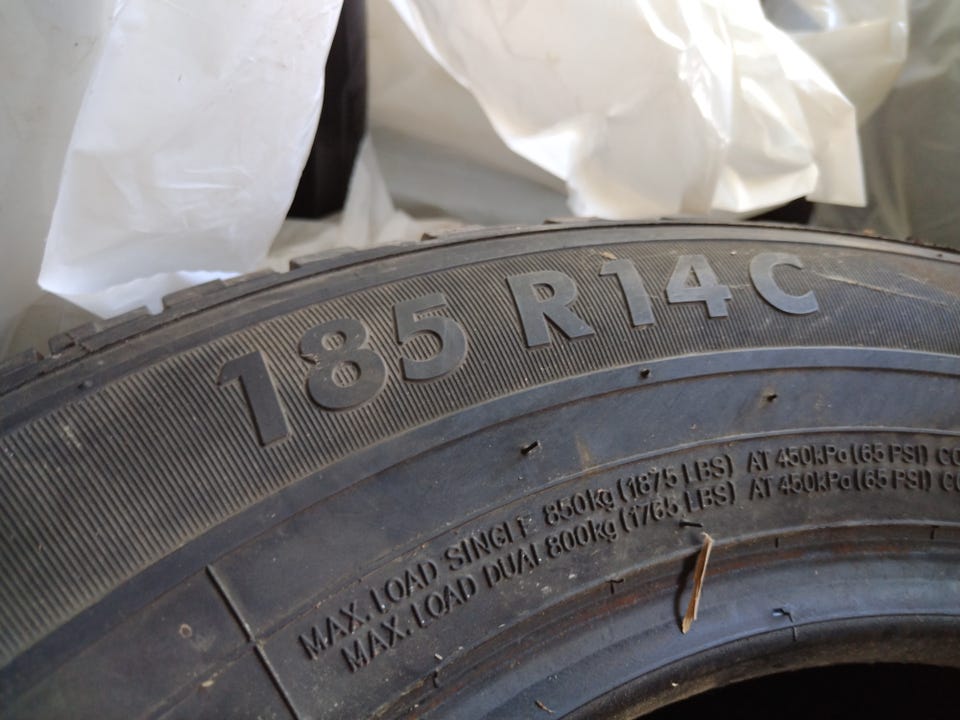 185 R14C
MAX. LOAD SINGLE 850kg (1875 LBS) AT 450kPa (65 PSI)
MAX. LOAD DUAL 800kg (1765 LBS) AT 450kPa (65 PSI)